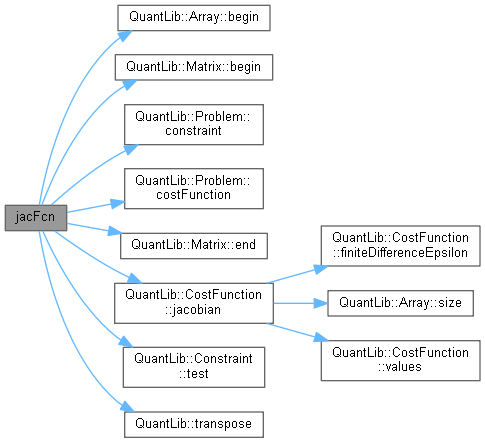 jacFcn
QuantLib::Array::begin
QuantLib::Matrix::begin
QuantLib::Problem::
constraint
QuantLib::Problem::
costFunction
QuantLib::Matrix::end
QuantLib::CostFunction
::jacobian
QuantLib::Constraint
::test
QuantLib::transpose
QuantLib::CostFunction
::finiteDifferenceEpsilon
QuantLib::Array::size
QuantLib::CostFunction
::values